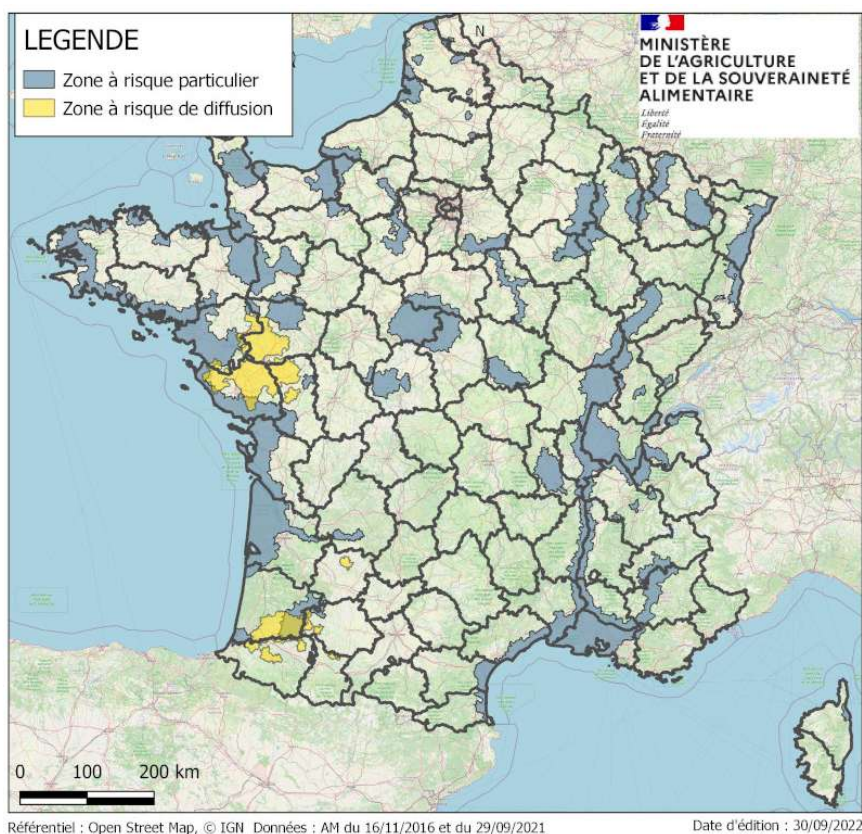 LEGENDE
Zone à risque particulier
Zone à risque de diffusion
N
MINISTÈRE
DE L'AGRICULTURE
ET DE LA SOUVERAINETÉ
ALIMENTAIRE
Liberté
Égalité
Fraternité
0 100 200 km
Référentiel : Open Street Map, © IGN Données : AM du 16/11/2016 et du 29/09/2021
Date d'édition : 30/09/2022